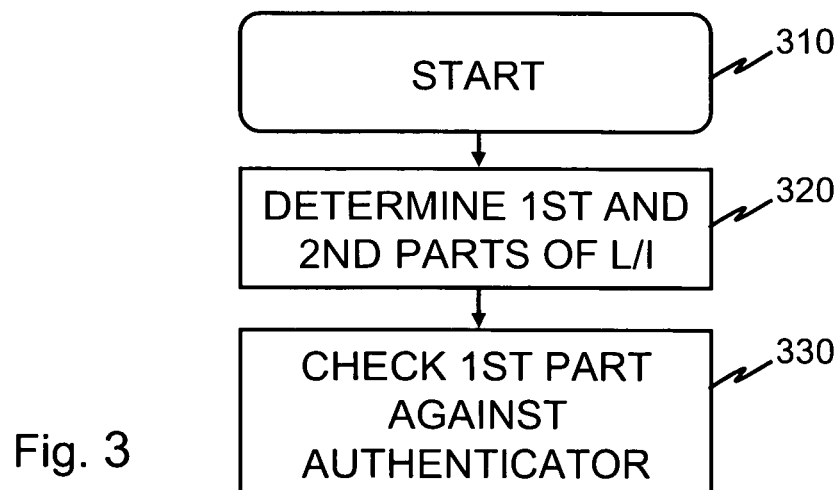 START
310
DETERMINE 1ST AND
2ND PARTS OF L/I
320
CHECK 1ST PART
AGAINST
AUTHENTICATOR
330
Fig. 3